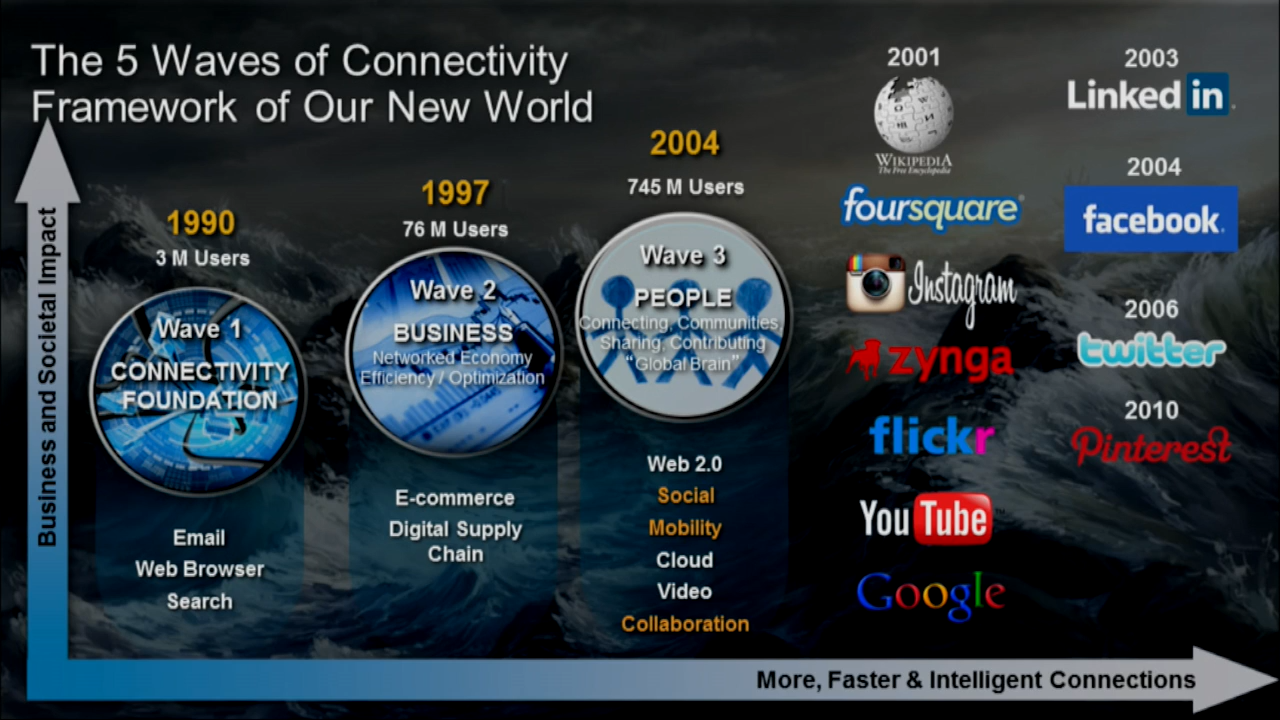 The 5 Waves of Connectivity
Framework of Our New World
Business and Societal Impact
1990
3 M Users
Wave 1
CONNECTIVITY
FOUNDATION
Email
Web Browser
Search
1997
76 M Users
Wave 2
BUSINESS
Networked Economy
Efficiency / Optimization
E-commerce
Digital Supply
Chain
2004
745 M Users
Wave 3
PEOPLE
Connecting, Communities
Sharing, Contributing
“Global Brain”
Web 2.0
Social
Mobility
Cloud
Video
Collaboration
2001
WIKIPEDIA
The Free Encyclopedia
foursquare
Instagram
zynga
flickr
You Tube
Google
2003
Linked in
2004
facebook
2006
twitter
2010
Pinterest
More, Faster & Intelligent Connections